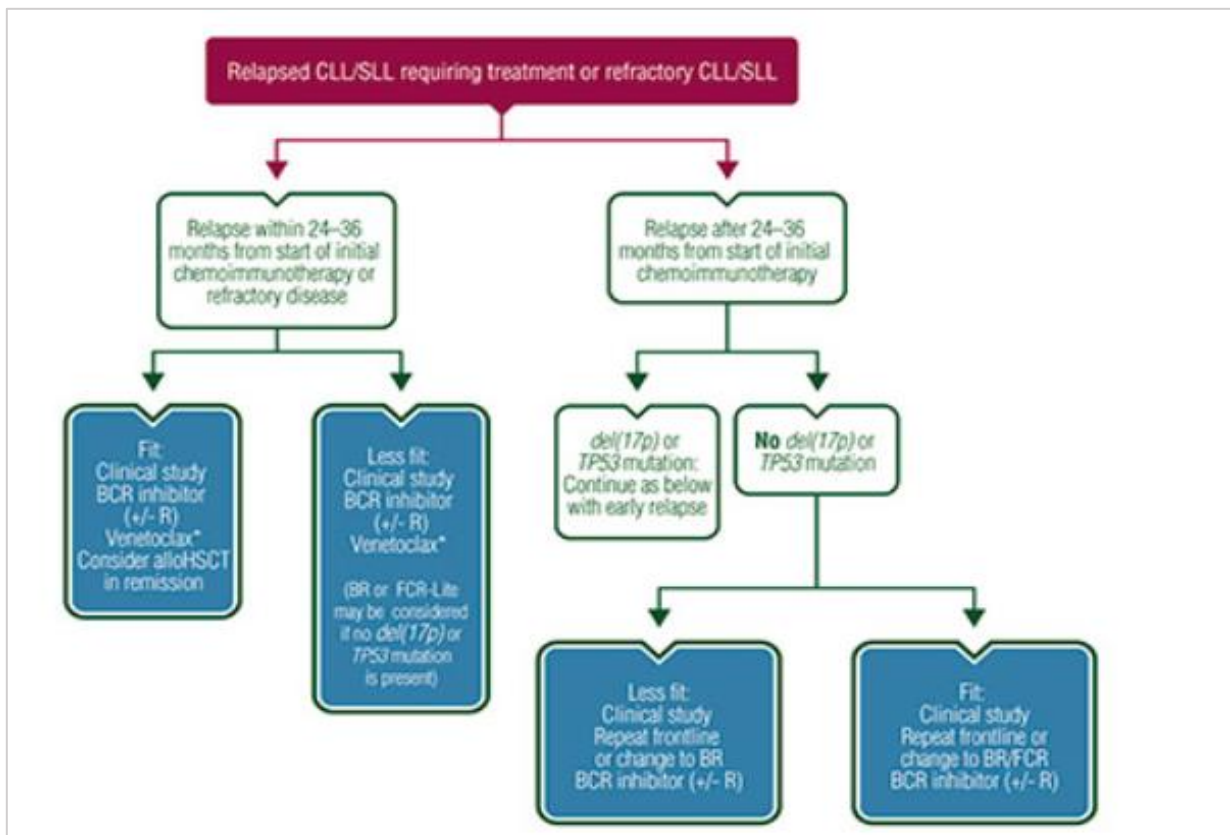 Relapsed CLL/SLL requiring treatment or refractory CLL/SLL
Relapse within 24–36
months from start of initial
chemoimmunotherapy or
refractory disease
Relapse after 24–36
months from start of initial
chemoimmunotherapy
Fit:
Clinical study
BCR inhibitor
(+/- R)
Venetoclax*
Consider alloHSCT
in remission
Less fit:
Clinical study
BCR inhibitor
(+/- R)
Venetoclax*
(BR or FCR-Lite
may be considered
if no del(17p) or
TP53 mutation
is present)
del(17p) or
TP53 mutation:
Continue as below
with early relapse
No del(17p) or
TP53 mutation
Less fit:
Clinical study
Repeat frontline
or change to BR
BCR inhibitor (+/- R)
Fit:
Clinical study
Repeat frontline or
change to BR/FCR
BCR inhibitor (+/- R)